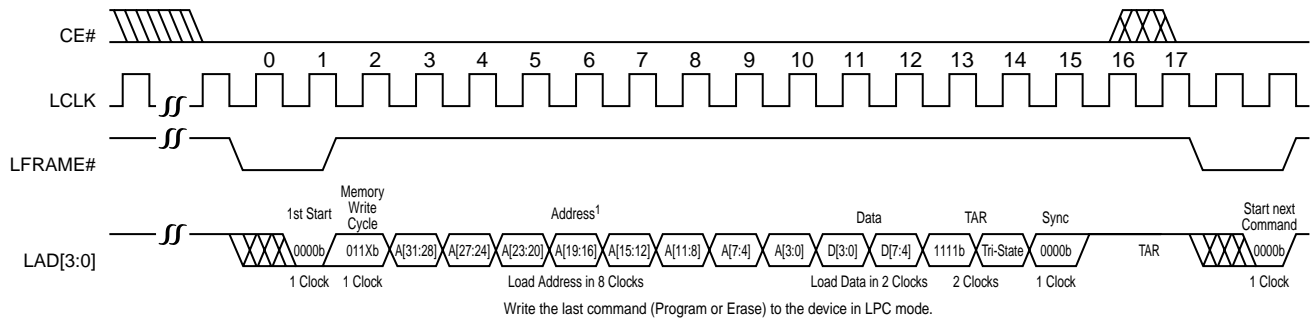 CE#
0 1 2 3 4 5 6 7 8 9 10 11 12 13 14 15 16 17
LCLK
LFRAME#
1st Start
Memory
Write
Cycle
Address1
Data
TAR
Sync
Start next
Command
LAD[3:0]
0000b 011Xb A[31:28] A[27:24] A[23:20] A[19:16] A[15:12] A[11:8] A[7:4] A[3:0] D[3:0] D[7:4] 1111b Tri-State 0000b TAR 0000b
1 Clock 1 Clock Load Address in 8 Clocks Load Data in 2 Clocks 2 Clocks 1 Clock 1 Clock
Write the last command (Program or Erase) to the device in LPC mode.